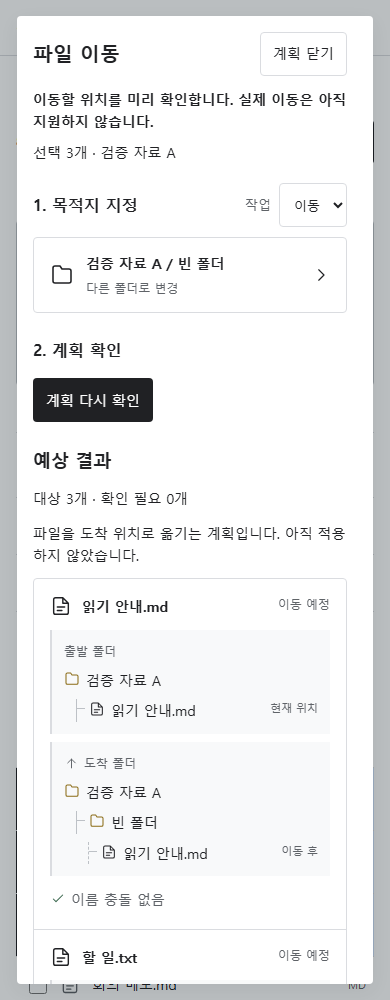 파일 이동
계획 닫기
이동할 위치를 미리 확인합니다. 실제 이동은 아직
지원하지 않습니다.
선택 3개 · 검증 자료 A
1. 목적지 지정
작업
이동
검증 자료 A / 빈 폴더
다른 폴더로 변경
2. 계획 확인
계획 다시 확인
예상 결과
대상 3개 · 확인 필요 0개
파일을 도착 위치로 옮기는 계획입니다. 아직 적용
하지 않았습니다.
읽기 안내.md
이동 예정
출발 폴더
검증 자료 A
읽기 안내.md
현재 위치
도착 폴더
검증 자료 A
빈 폴더
읽기 안내.md
이동 후
이름 충돌 없음
할 일.txt
이동 예정
회의 메모.md
MD